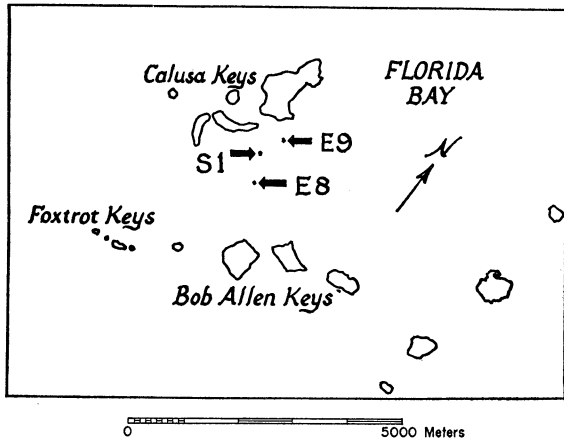 Calusa Keys
FLORIDA
BAY
N
E9
S1
E8
Foxtrot Keys
Bob Allen Keys
0
5000 Meters